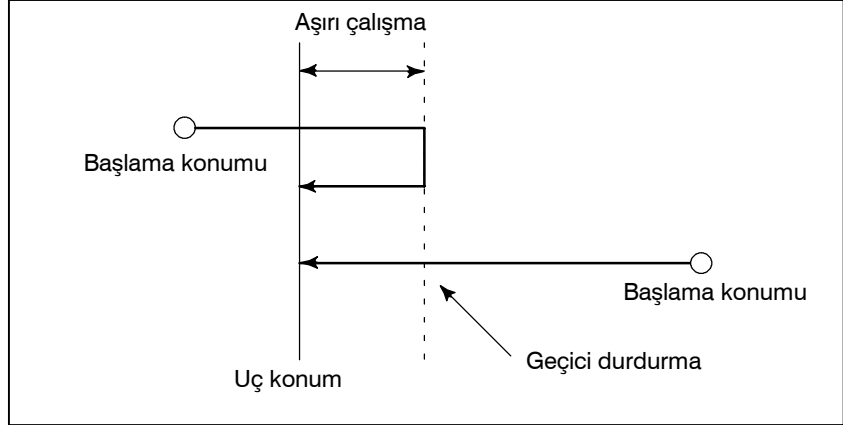 Aşırı çalışma
Başlama konumu
Başlama konumu
Geçici durdurma
Uç konum